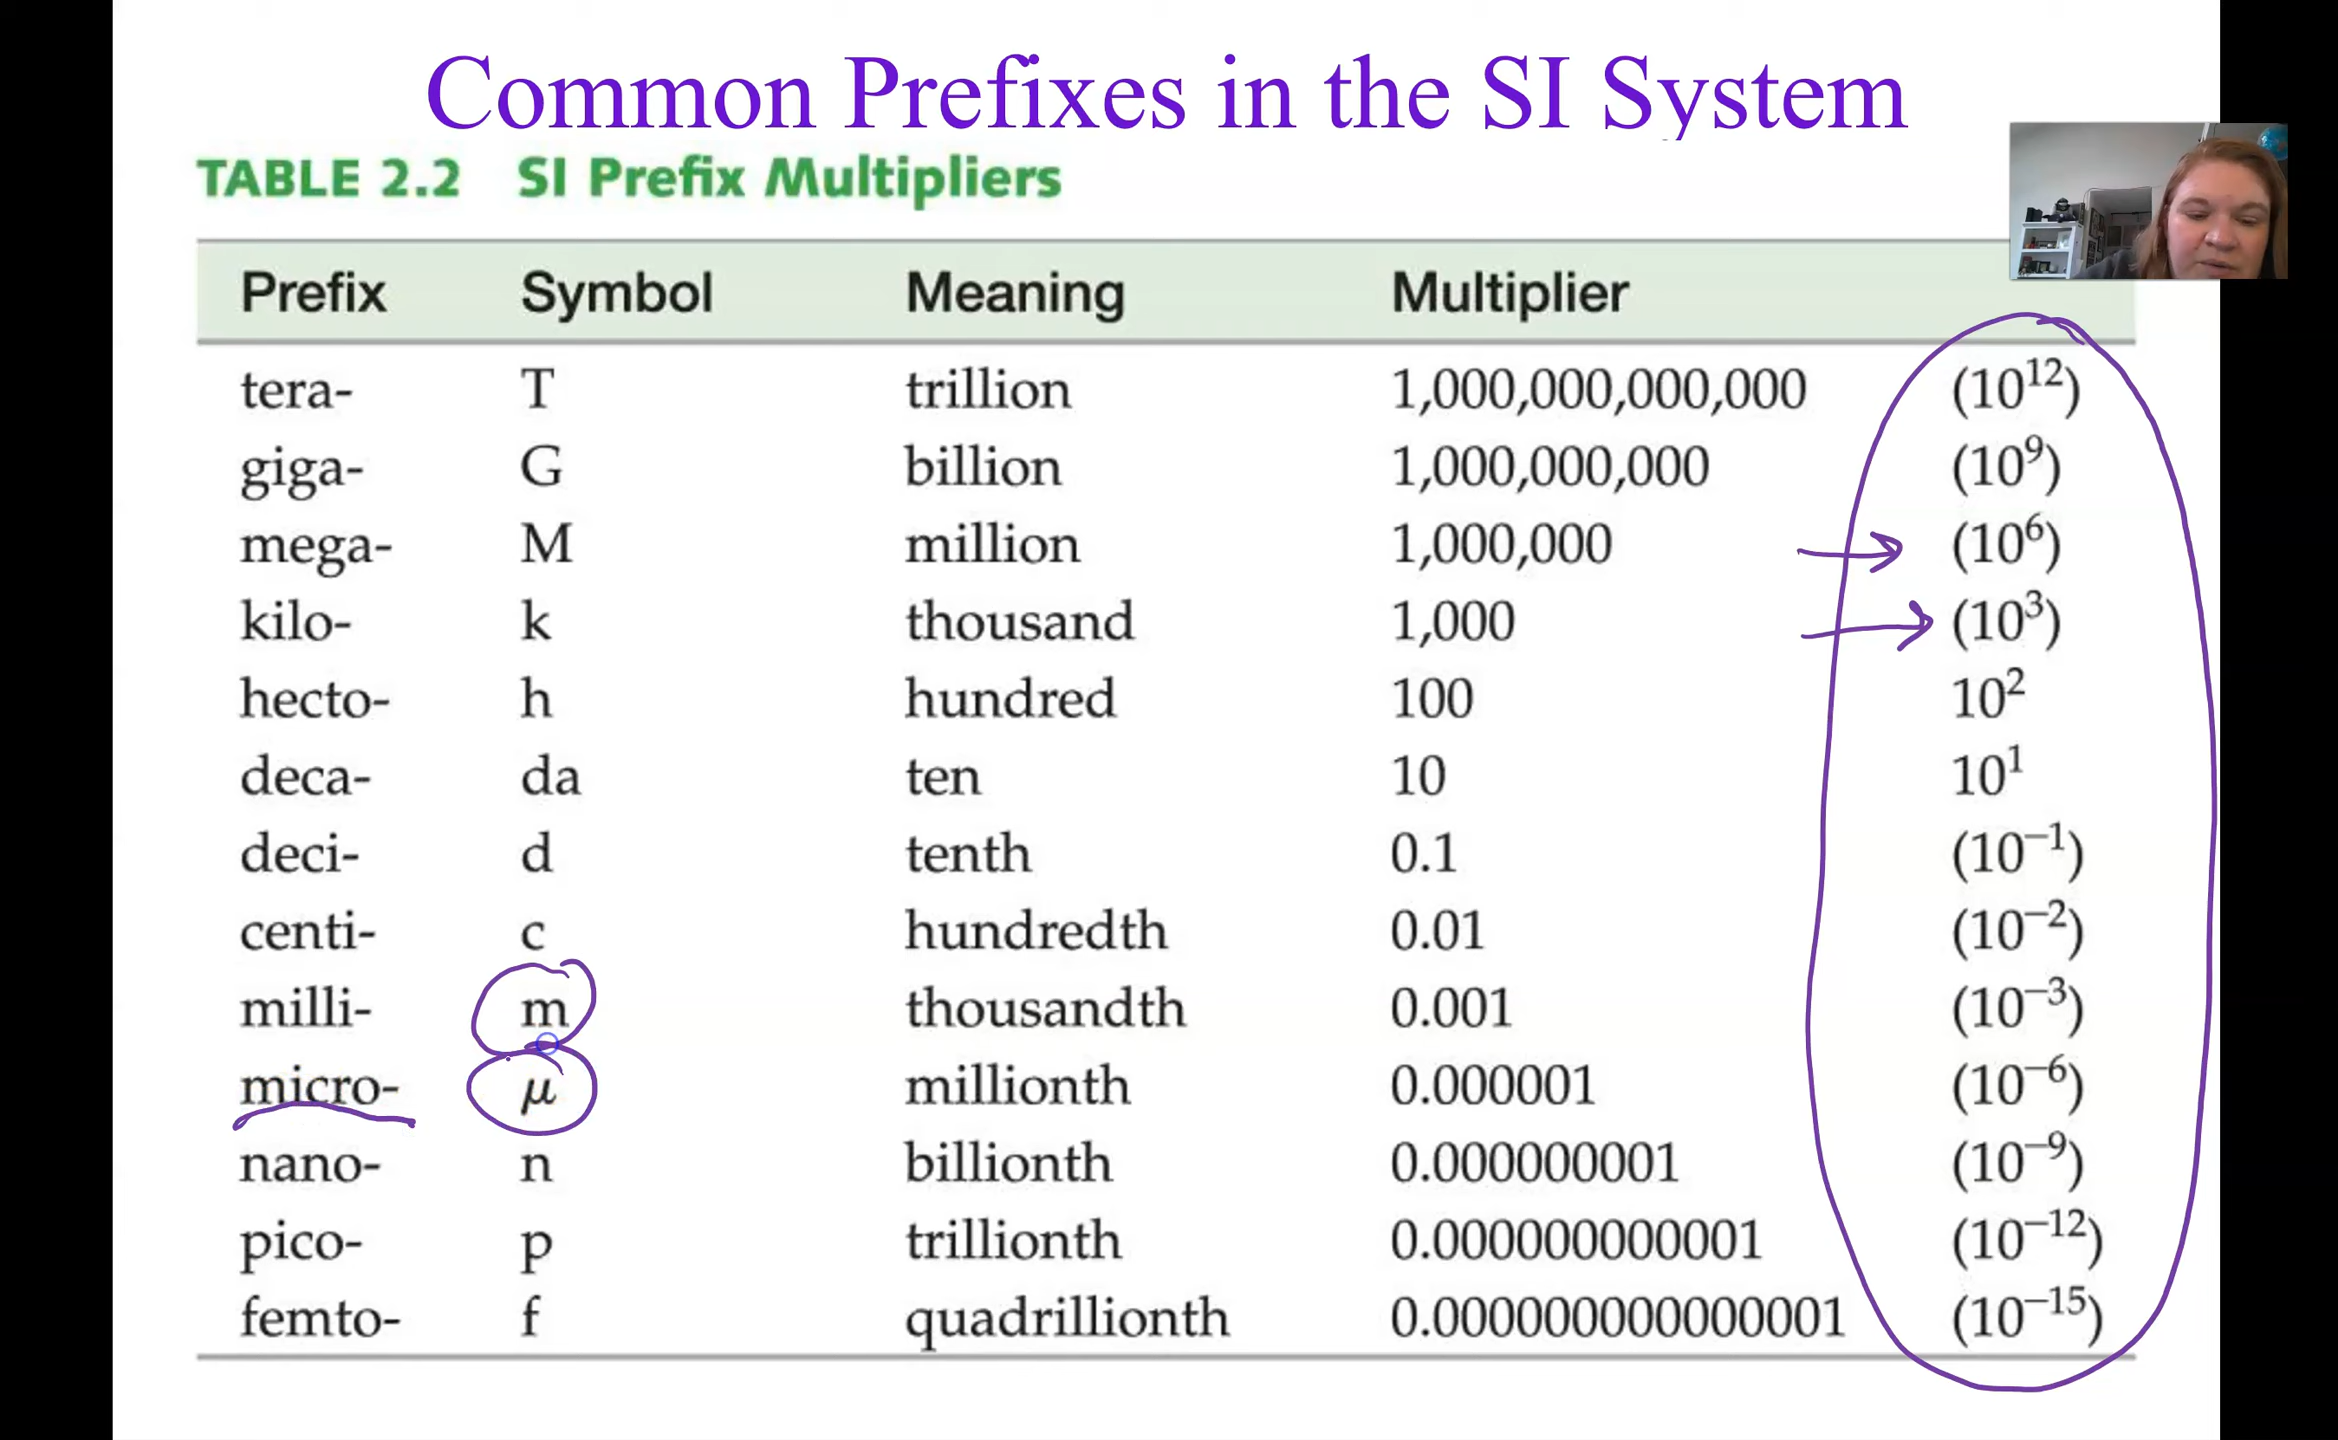 Common Prefixes in the SI System
TABLE 2.2 SI Prefix Multipliers
Prefix Symbol Meaning Multiplier
tera- T trillion 1,000,000,000,000 (10¹²)
giga- G billion 1,000,000,000 (10⁹)
mega- M million 1,000,000 (10⁶)
kilo- k thousand 1,000 (10³)
hecto- h hundred 100 10²
deca- da ten 10 10¹
deci- d tenth 0.1 (10⁻¹)
centi- c hundredth 0.01 (10⁻²)
milli- m thousandth 0.001 (10⁻³)
micro- μ millionth 0.000001 (10⁻⁶)
nano- n billionth 0.000000001 (10⁻⁹)
pico- p trillionth 0.000000000001 (10⁻¹²)
femto- f quadrillionth 0.000000000000001 (10⁻¹⁵)